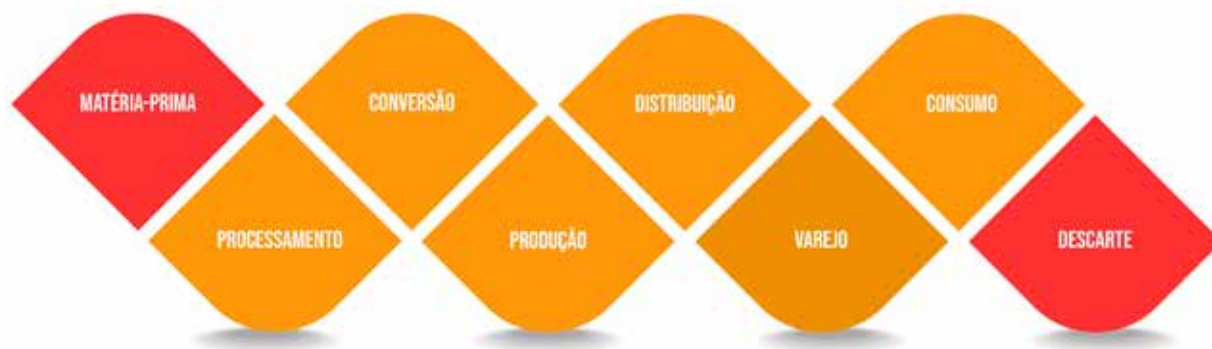 MATÉRIA-PRIMA
PROCESSAMENTO
CONVERSÃO
PRODUÇÃO
DISTRIBUIÇÃO
VAREJO
CONSUMO
DESCARTE